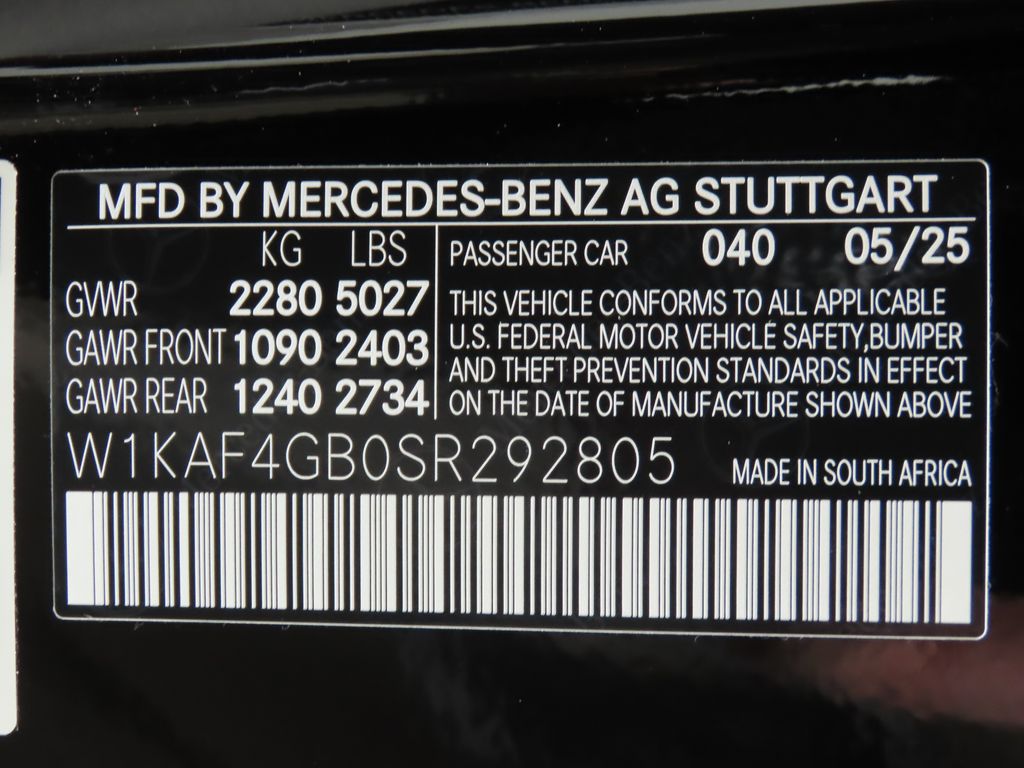 MFD BY MERCEDES-BENZ AG STUTTGART
KG LBS
GVWR 2280 5027
GAWR FRONT 1090 2403
GAWR REAR 1240 2734
PASSENGER CAR 040 05/25
THIS VEHICLE CONFORMS TO ALL APPLICABLE
U.S. FEDERAL MOTOR VEHICLE SAFETY,BUMPER
AND THEFT PREVENTION STANDARDS IN EFFECT
ON THE DATE OF MANUFACTURE SHOWN ABOVE
W1KAF4GB0SR292805
MADE IN SOUTH AFRICA